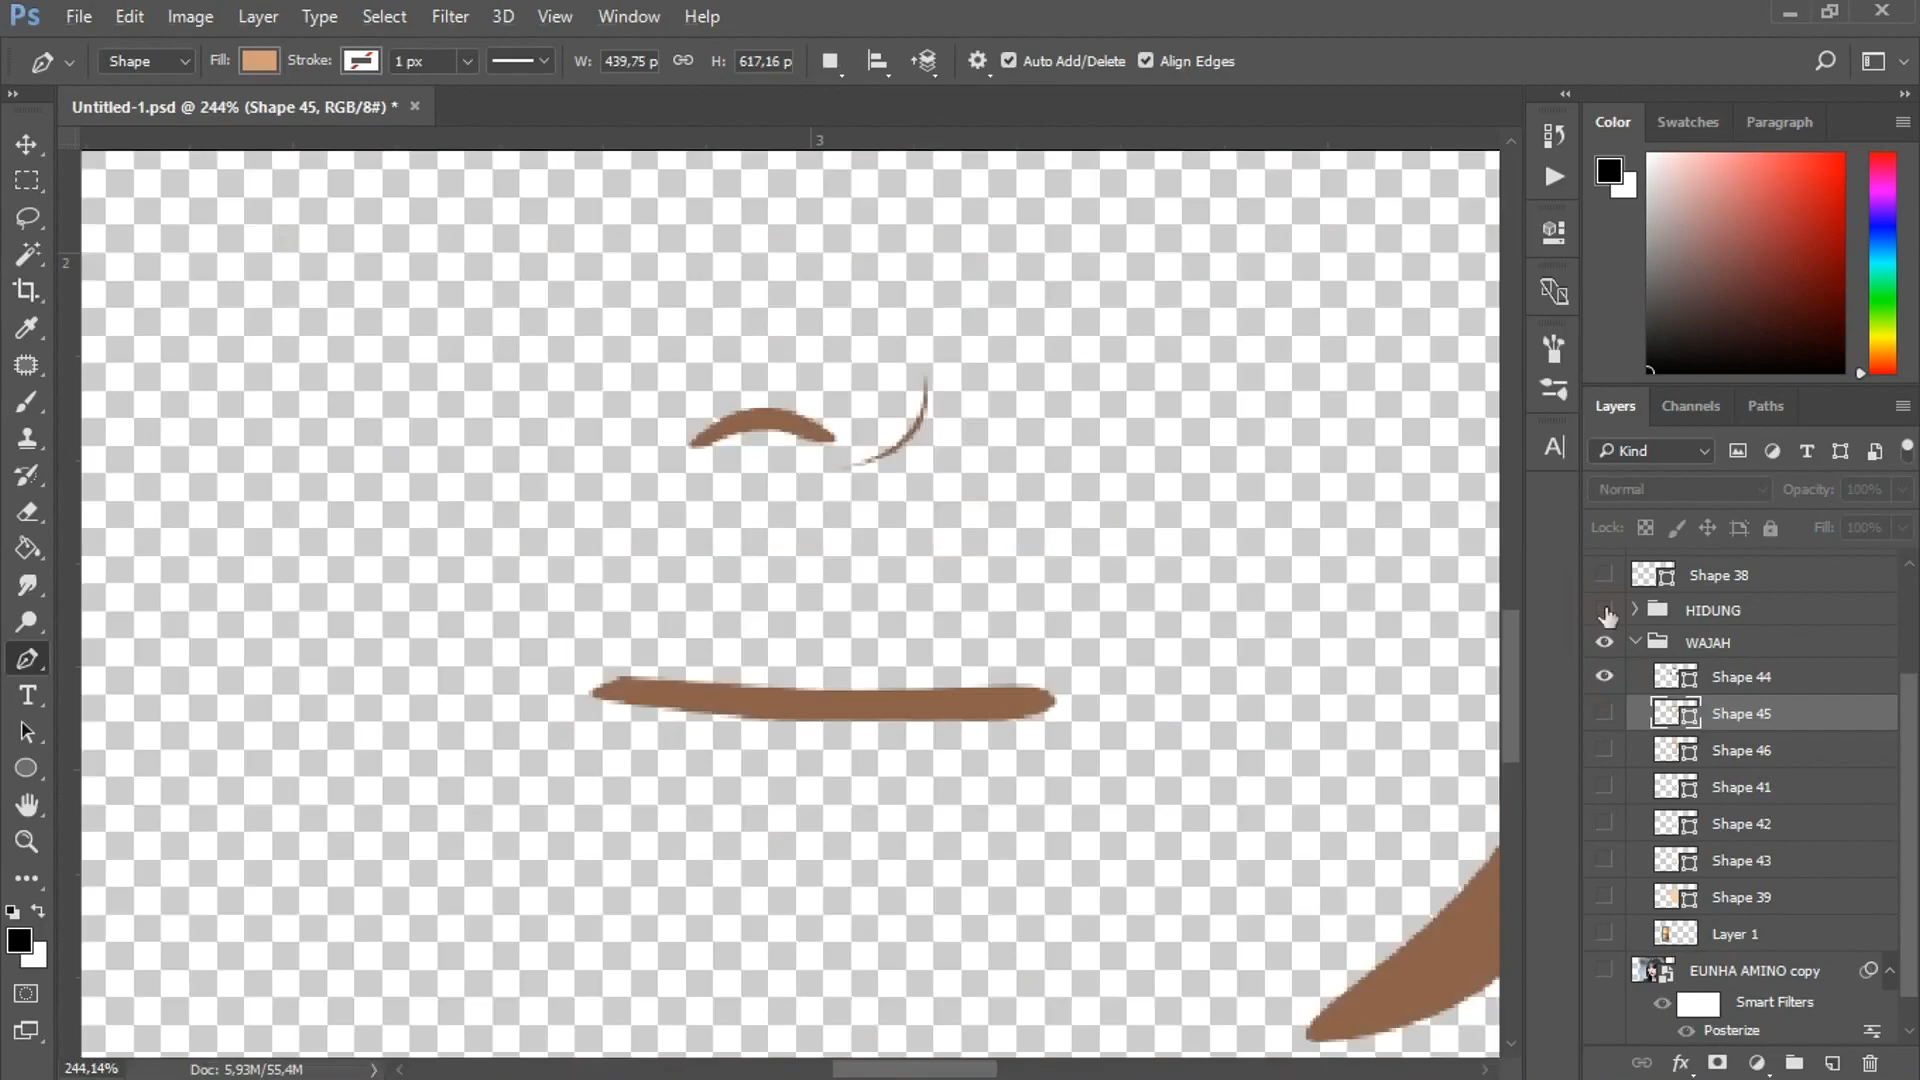 Ps File Edit Image Layer Type Select Filter 3D View Window Help
Shape Fill: Stroke: 1 px W: 439,75 p H: 617,16 p Auto Add/Delete Align Edges
Untitled-1.psd @ 244% (Shape 45, RGB/8#) * ×
3
2
Color Swatches Paragraph
Layers Channels Paths
Kind
Normal Opacity: 100%
Lock: Fill: 100%
Shape 38
HIDUNG
WAJAH
Shape 44
Shape 45
Shape 46
Shape 41
Shape 42
Shape 43
Shape 39
Layer 1
EUNHA AMINO copy
Smart Filters
Posterize
244,14% Doc: 5,93M/55,4M